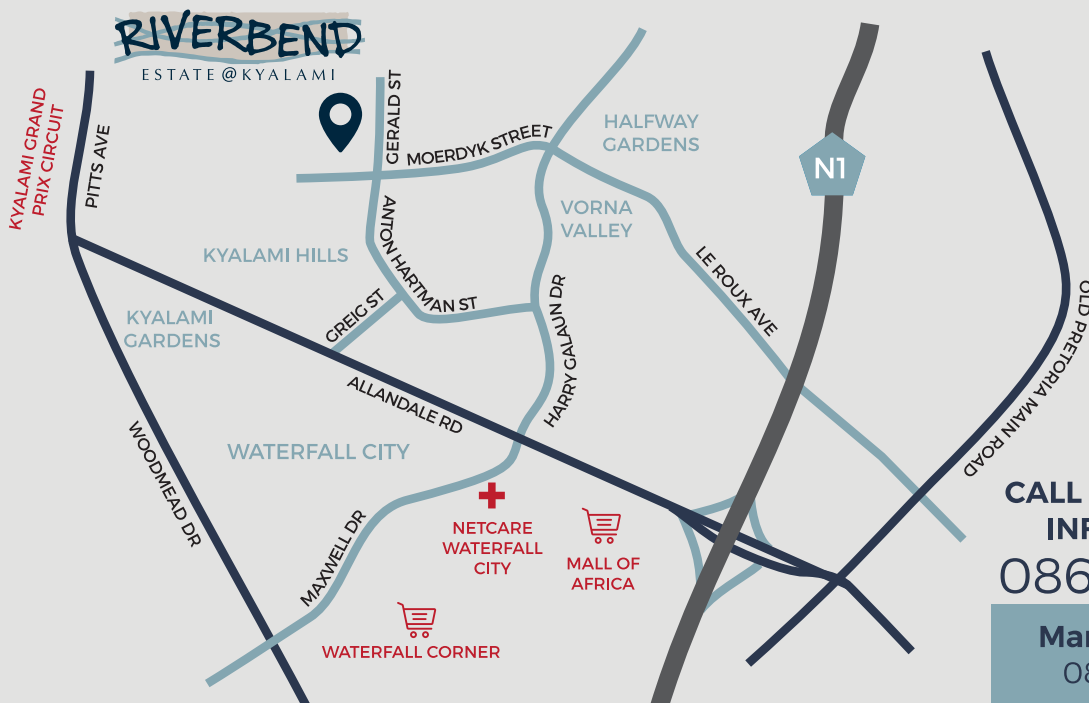 RIVERBEND
ESTATE @ KYALAMI
KYALAMI GRAND
PRIX CIRCUIT
PITTS AVE
GERALD ST
MOERDYK STREET
HALFWAY
GARDENS
N1
VORNA
VALLEY
ANTON HARTMAN ST
KYALAMI HILLS
LE ROUX AVE
GREIG ST
KYALAMI
GARDENS
HARRY GALAUN DR
OLD PRETORIA MAIN ROAD
ALLANDALE RD
WOODMEAD DR
WATERFALL CITY
MAXWELL DR
NETCARE
WATERFALL
CITY
MALL OF
AFRICA
WATERFALL CORNER
CALL